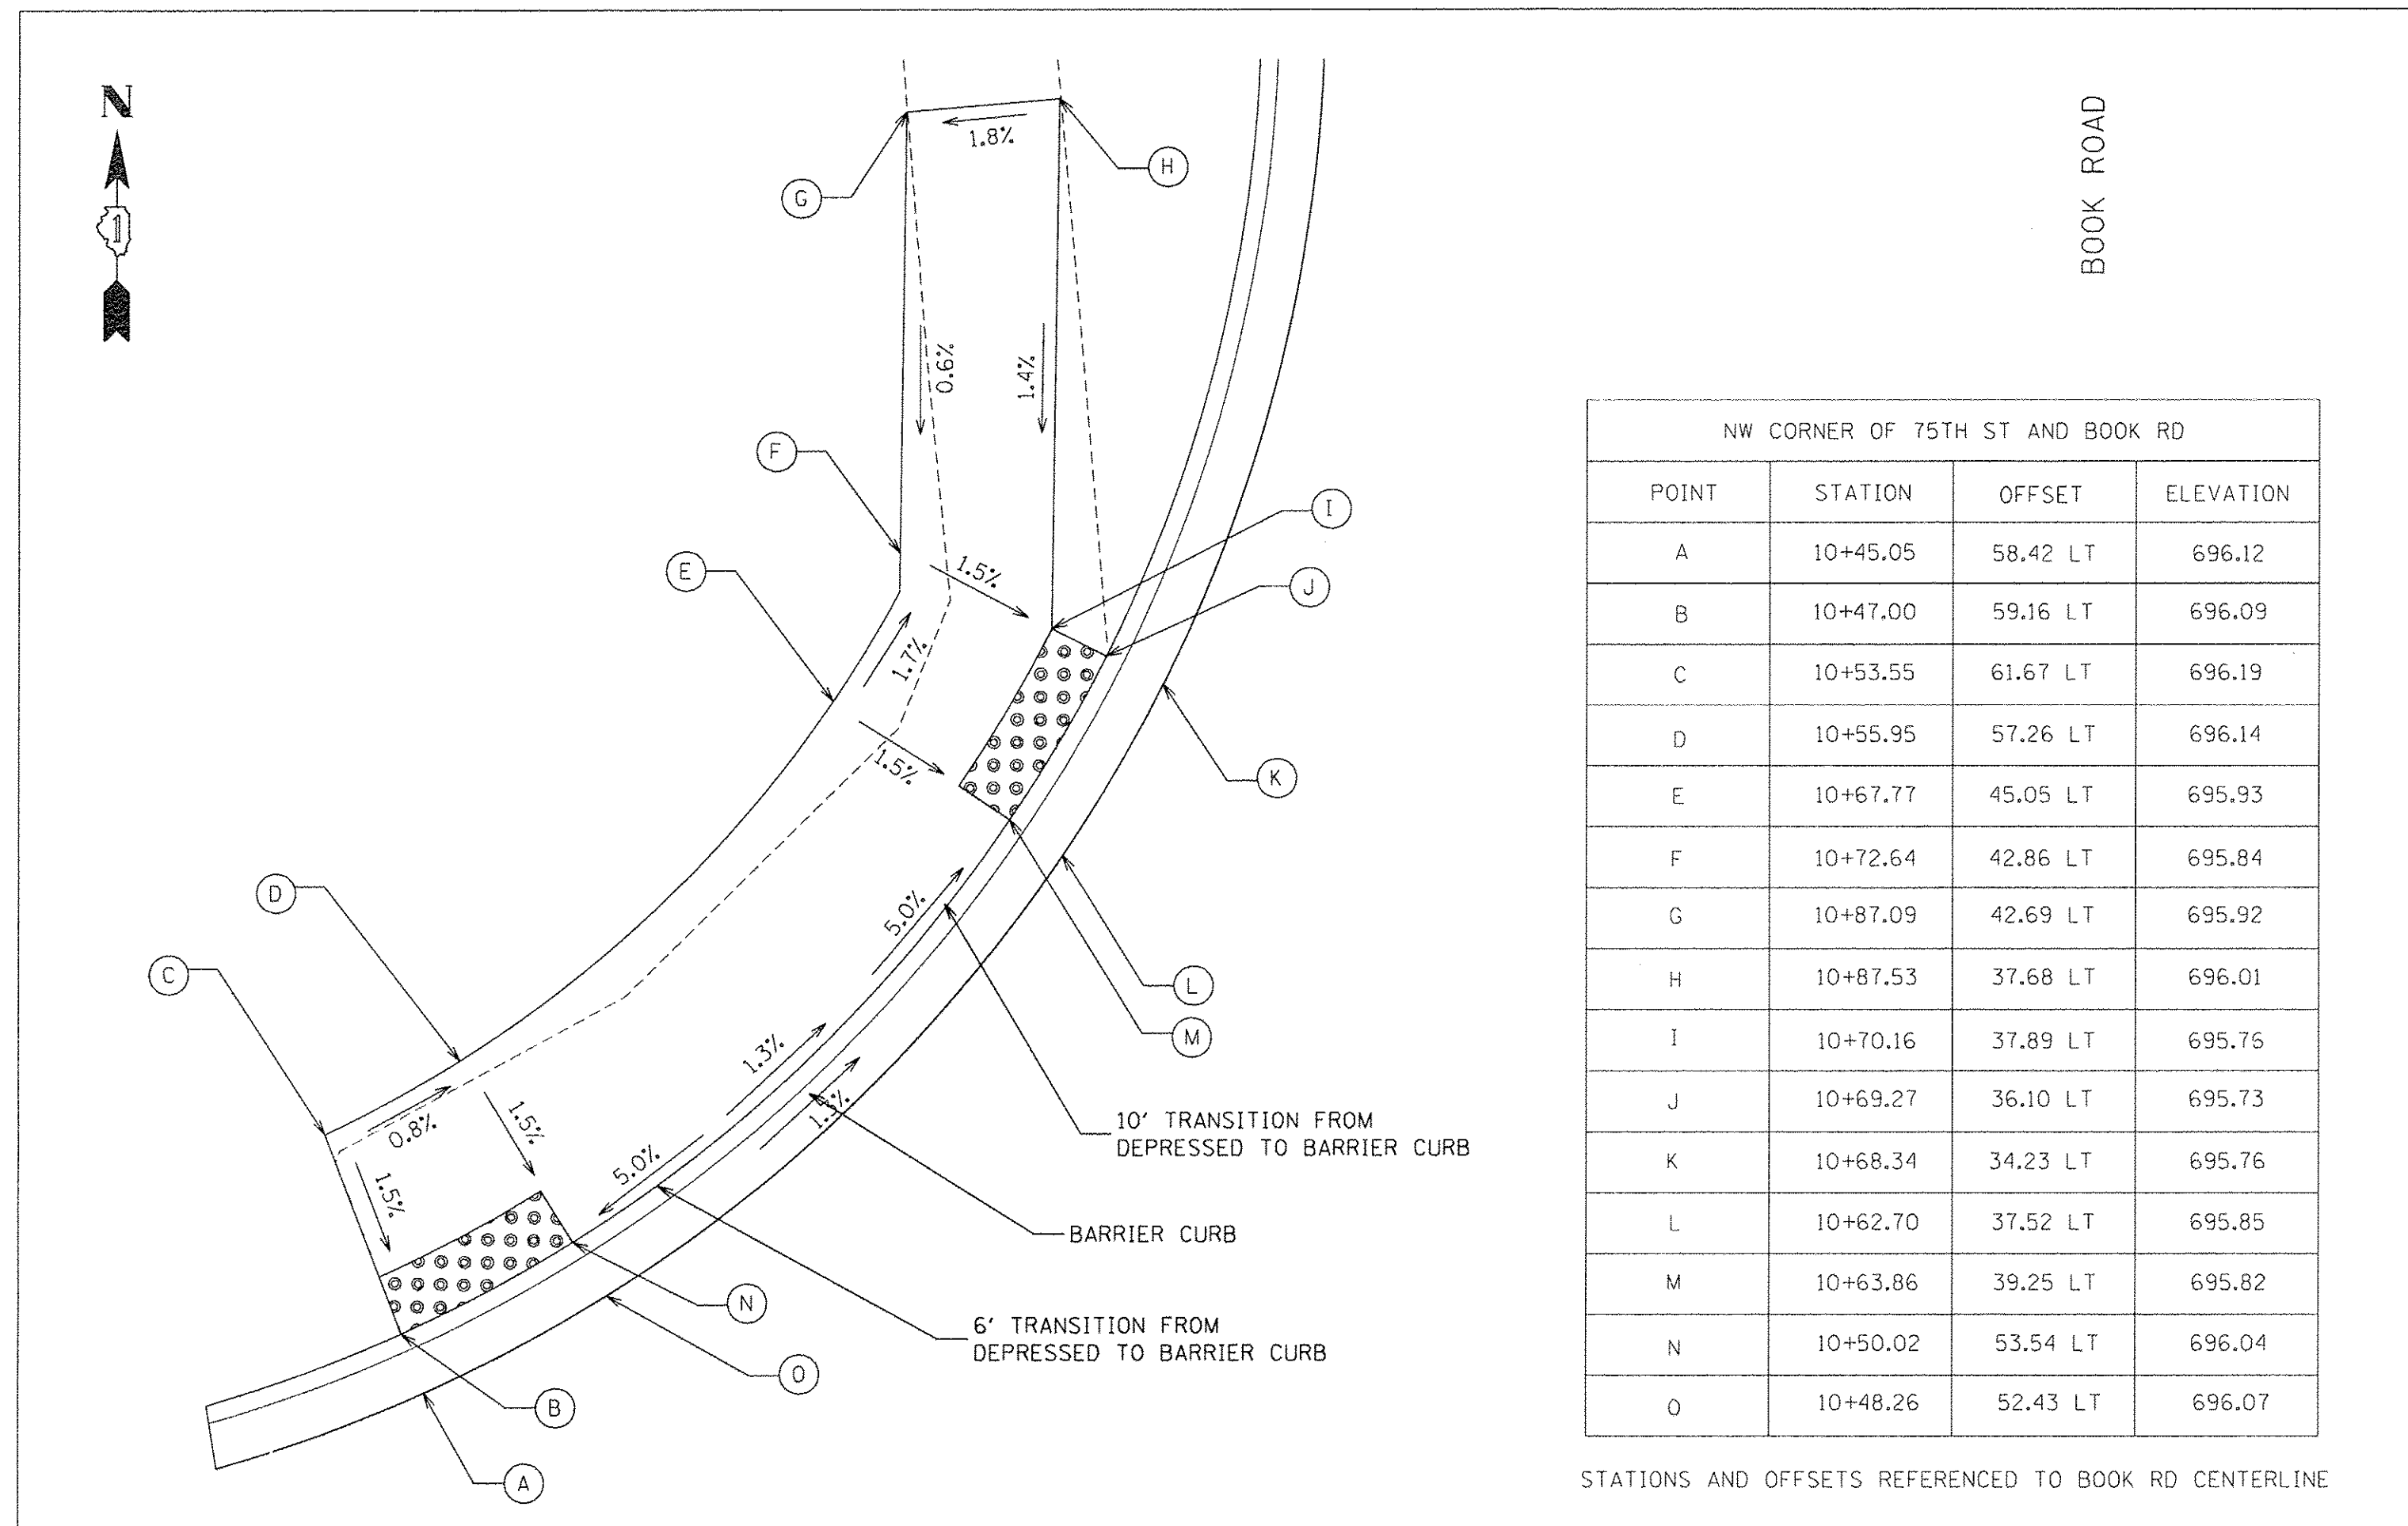 N
1
BOOK ROAD
G
H
1.8%
0.6%
1.4%
F
I
E
J
1.5%
1.7%
1.5%
K
D
5.0%
L
C
M
1.3%
1.3%
0.8%
1.5%
1.5%
5.0%
10' TRANSITION FROM
DEPRESSED TO BARRIER CURB
BARRIER CURB
N
6' TRANSITION FROM
DEPRESSED TO BARRIER CURB
O
B
A
NW CORNER OF 75TH ST AND BOOK RD
POINT STATION OFFSET ELEVATION
A 10+45.05 58.42 LT 696.12
B 10+47.00 59.16 LT 696.09
C 10+53.55 61.67 LT 696.19
D 10+55.95 57.26 LT 696.14
E 10+67.77 45.05 LT 695.93
F 10+72.64 42.86 LT 695.84
G 10+87.09 42.69 LT 695.92
H 10+87.53 37.68 LT 696.01
I 10+70.16 37.89 LT 695.76
J 10+69.27 36.10 LT 695.73
K 10+68.34 34.23 LT 695.76
L 10+62.70 37.52 LT 695.85
M 10+63.86 39.25 LT 695.82
N 10+50.02 53.54 LT 696.04
O 10+48.26 52.43 LT 696.07
STATIONS AND OFFSETS REFERENCED TO BOOK RD CENTERLINE